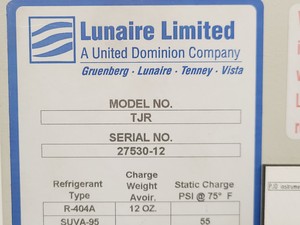 Lunaire Limited
A United Dominion Company
Gruenberg · Lunaire · Tenney · Vista
MODEL NO.
TJR
SERIAL NO.
27530-12
Refrigerant Type Charge Weight Avoir. Static Charge PSI @ 75° F
R-404A 12 OZ.
SUVA-95 55